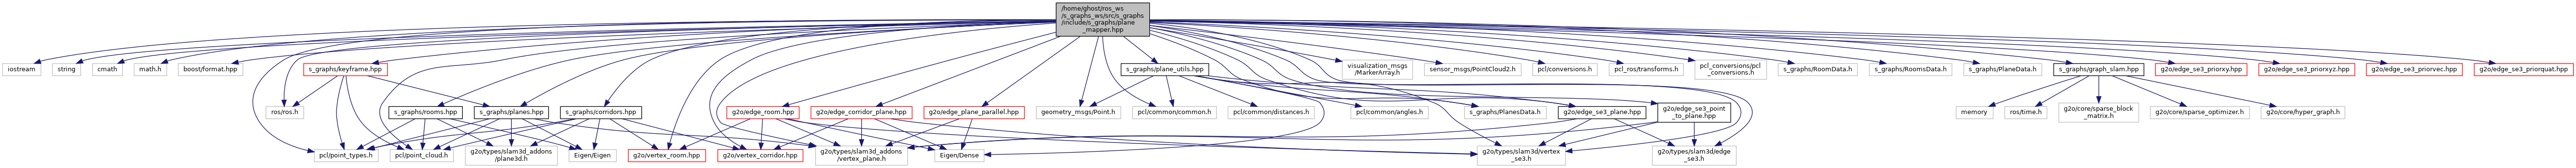 /home/ghost/ros_ws
/s_graphs_ws/src/s_graphs
/include/s_graphs/plane
_mapper.hpp
iostream
string
cmath
math.h
boost/format.hpp
s_graphs/keyframe.hpp
s_graphs/plane_utils.hpp
visualization_msgs
/MarkerArray.h
sensor_msgs/PointCloud2.h
pcl/conversions.h
pcl_ros/transforms.h
pcl_conversions/pcl
_conversions.h
s_graphs/RoomData.h
s_graphs/RoomsData.h
s_graphs/PlaneData.h
s_graphs/graph_slam.hpp
g2o/edge_se3_priorxy.hpp
g2o/edge_se3_priorxyz.hpp
g2o/edge_se3_priorvec.hpp
g2o/edge_se3_priorquat.hpp
ros/ros.h
s_graphs/rooms.hpp
s_graphs/planes.hpp
s_graphs/corridors.hpp
g2o/edge_room.hpp
g2o/edge_corridor_plane.hpp
g2o/edge_plane_parallel.hpp
geometry_msgs/Point.h
pcl/common/common.h
pcl/common/distances.h
pcl/common/angles.h
s_graphs/PlanesData.h
g2o/edge_se3_plane.hpp
g2o/edge_se3_point
_to_plane.hpp
memory
ros/time.h
g2o/core/sparse_block
_matrix.h
g2o/core/sparse_optimizer.h
g2o/core/hyper_graph.h
pcl/point_types.h
pcl/point_cloud.h
g2o/types/slam3d_addons
/plane3d.h
Eigen/Eigen
g2o/vertex_room.hpp
g2o/vertex_corridor.hpp
g2o/types/slam3d_addons
/vertex_plane.h
Eigen/Dense
g2o/types/slam3d/vertex
_se3.h
g2o/types/slam3d/edge
_se3.h